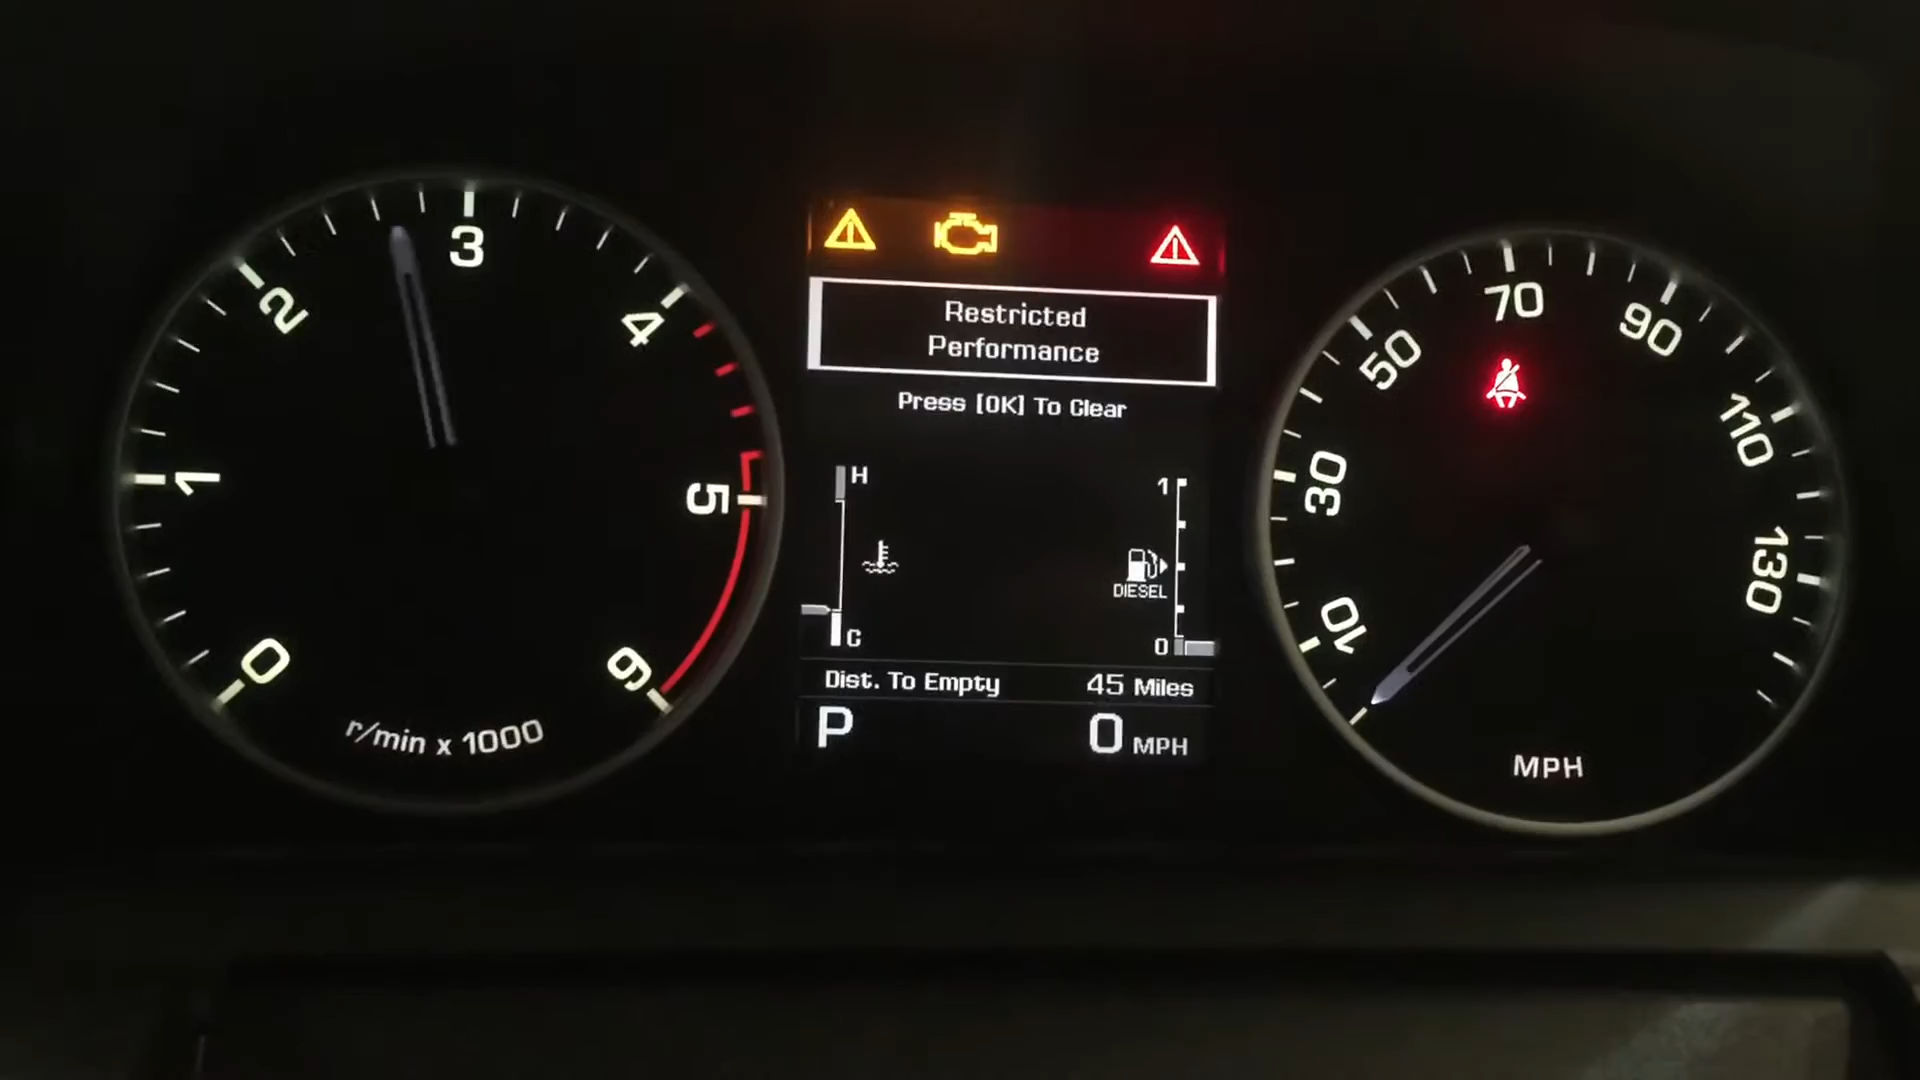 0
1
2
3
4
5
6
r/min x 1000
Restricted
Performance
Press [OK] To Clear
H
C
1
DIESEL
0
Dist. To Empty 45 Miles
P 0 MPH
10
30
50
70
90
110
130
MPH